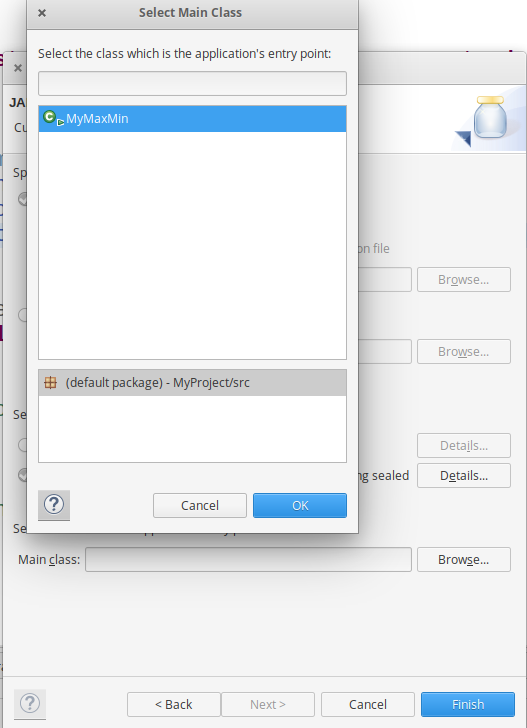 Select Main Class
Select the class which is the application's entry point:
JA
Cu
MyMaxMin
Sp
on file
Browse...
Browse...
(default package) - MyProject/src
Se
Details...
ng sealed
Details...
Cancel
OK
Se
Main class:
Browse...
< Back
Next >
Cancel
Finish